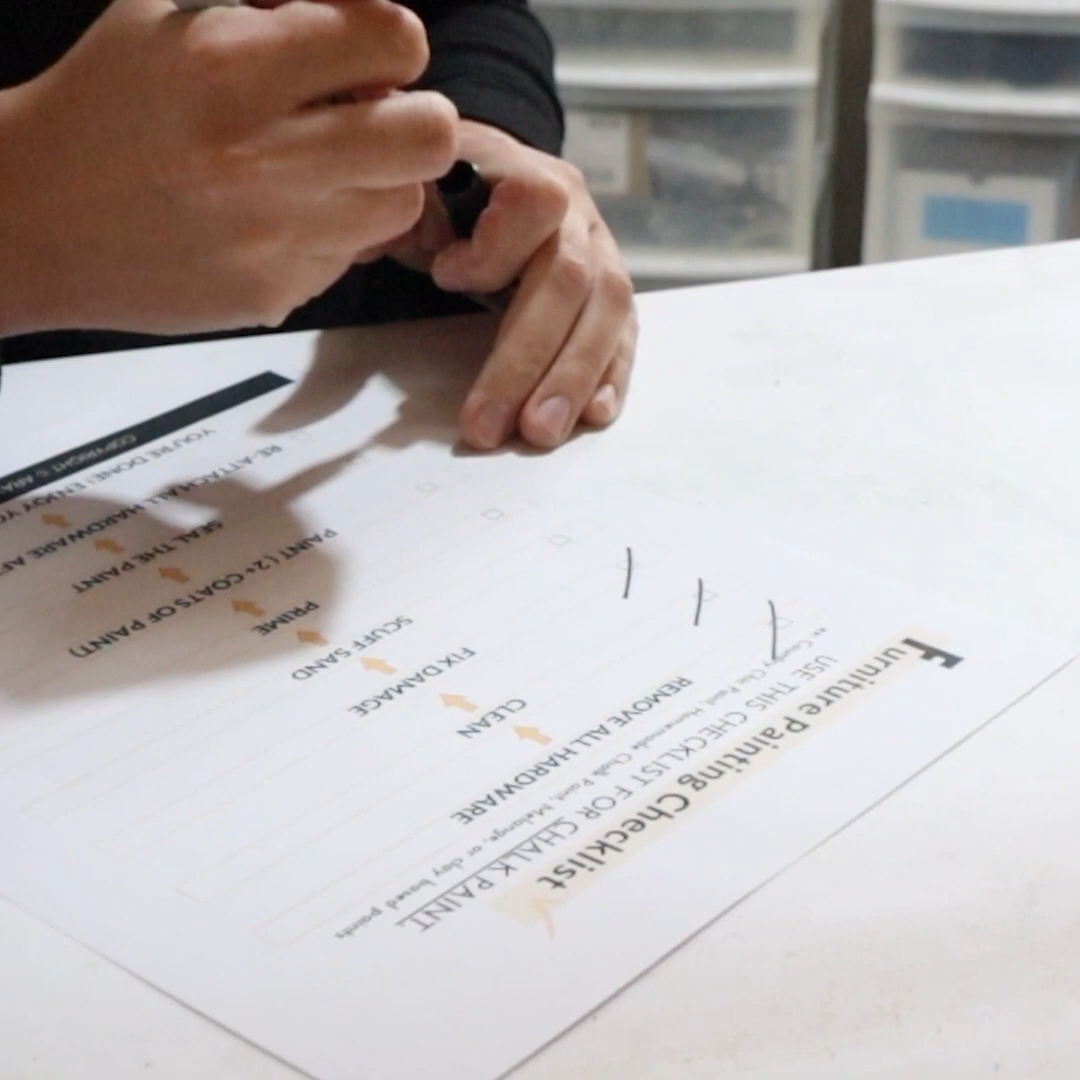 Furniture Painting Checklist
USE THIS CHECKLIST FOR CHALK PAINT
ex: Country Chic Paint, Homemade Chalk Paint, Melange, or clay based paints
REMOVE ALL HARDWARE
CLEAN
FIX DAMAGE
SCUFF SAND
PRIME
PAINT (2+ COATS OF PAINT)
SEAL THE PAINT
RE-ATTACH ALL HARDWARE
YOU'RE DONE! ENJOY
COPYRIGHT ©